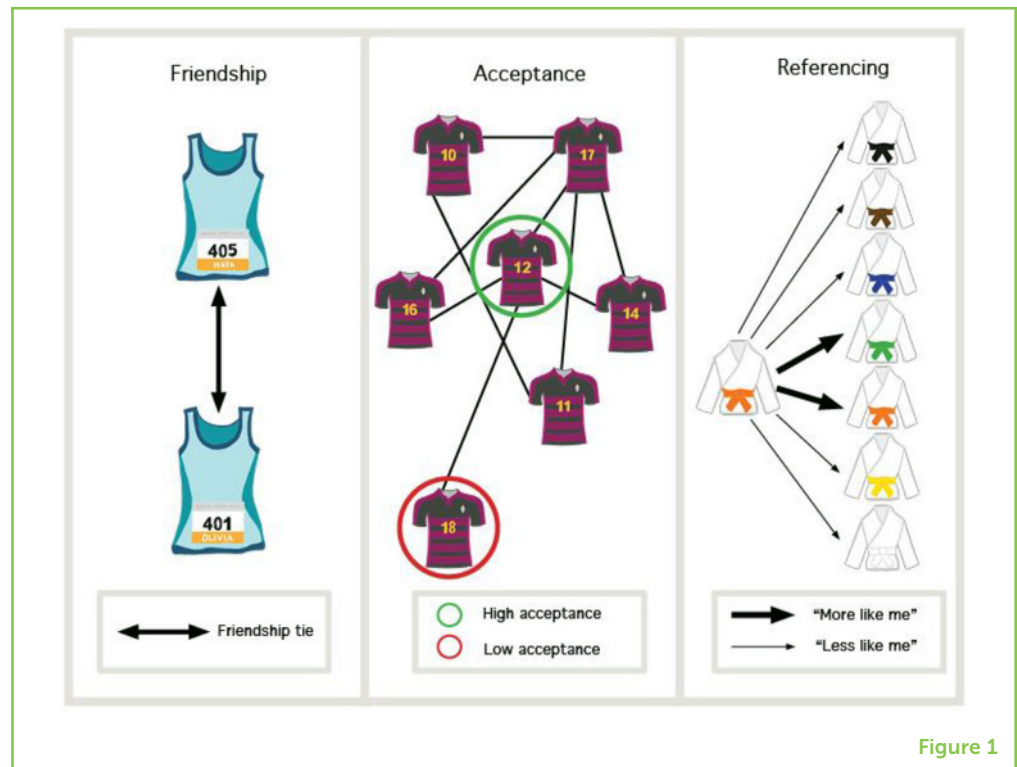 Friendship
405
MAYA
401
OLIVIA
Friendship tie
Acceptance
10
17
12
16
14
11
18
High acceptance
Low acceptance
Referencing
"More like me"
"Less like me"
Figure 1